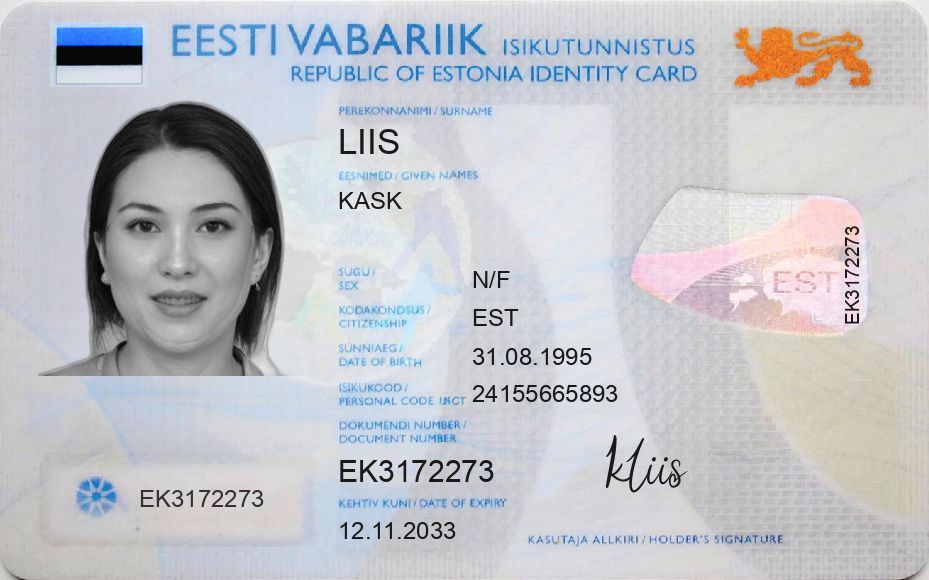 EESTI VABARIIK ISIKUTUNNISTUS
REPUBLIC OF ESTONIA IDENTITY CARD
PEREKONNANIMI / SURNAME
LIIS
EESNIMED / GIVEN NAMES
KASK
SUGU /
SEX
N/F
KODAKONDSUS /
CITIZENSHIP
EST
SÜNNIAEG /
DATE OF BIRTH
31.08.1995
ISIKUKOOD /
PERSONAL CODE
24155665893
DOKUMENDI NUMBER /
DOCUMENT NUMBER
EK3172273
KEHTIV KUNI / DATE OF EXPIRY
12.11.2033
EK3172273
EST
EK3172273
kliis
KASUTAJA ALLKIRI / HOLDER'S SIGNATURE